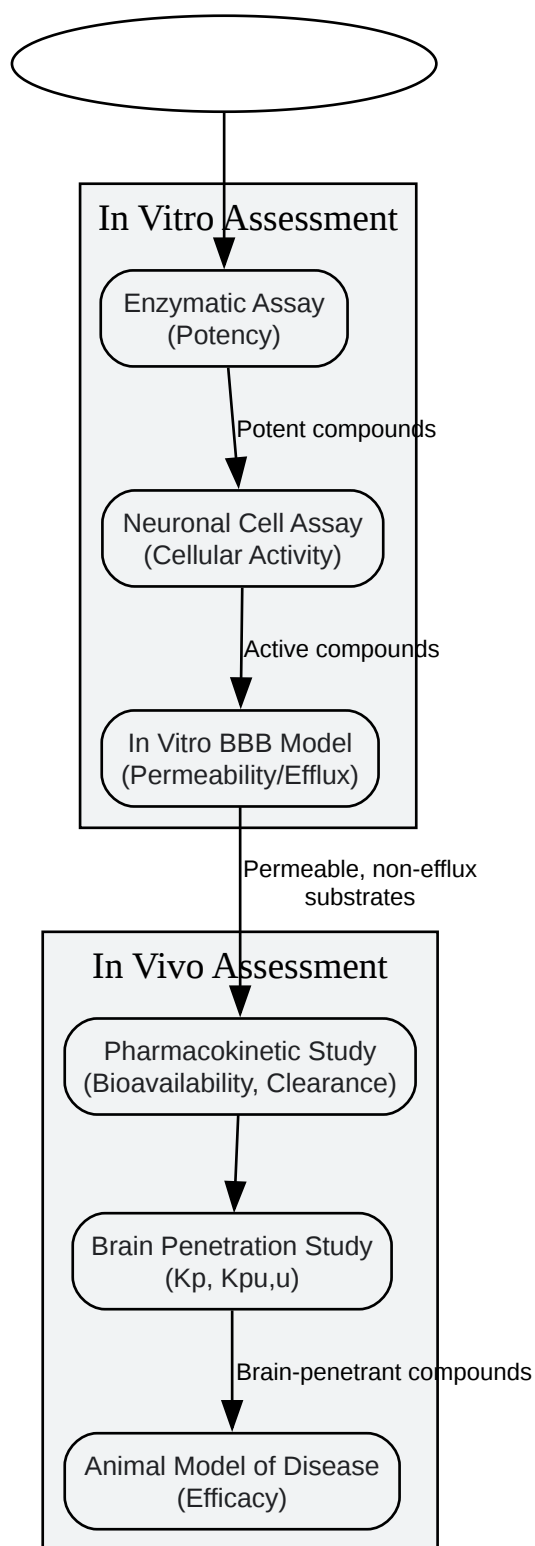 In Vitro Assessment
Enzymatic Assay
(Potency)
Potent compounds
Neuronal Cell Assay
(Cellular Activity)
Active compounds
In Vitro BBB Model
(Permeability/Efflux)
Permeable, non-efflux
substrates
In Vivo Assessment
Pharmacokinetic Study
(Bioavailability, Clearance)
Brain Penetration Study
(Kp, Kpu,u)
Brain-penetrant compounds
Animal Model of Disease
(Efficacy)